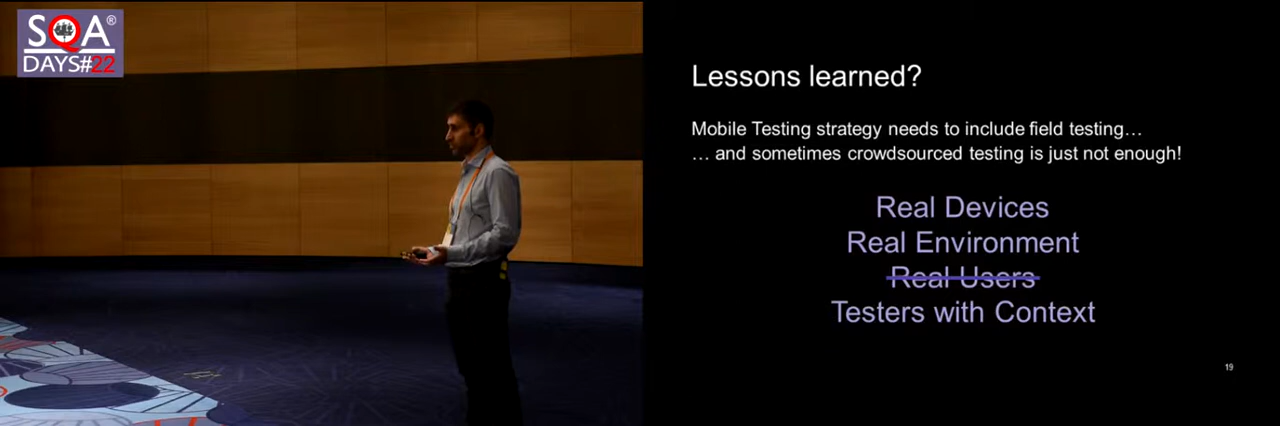 SQA®
DAYS#22
Lessons learned?
Mobile Testing strategy needs to include field testing…
… and sometimes crowdsourced testing is just not enough!
Real Devices
Real Environment
Real Users
Testers with Context
19